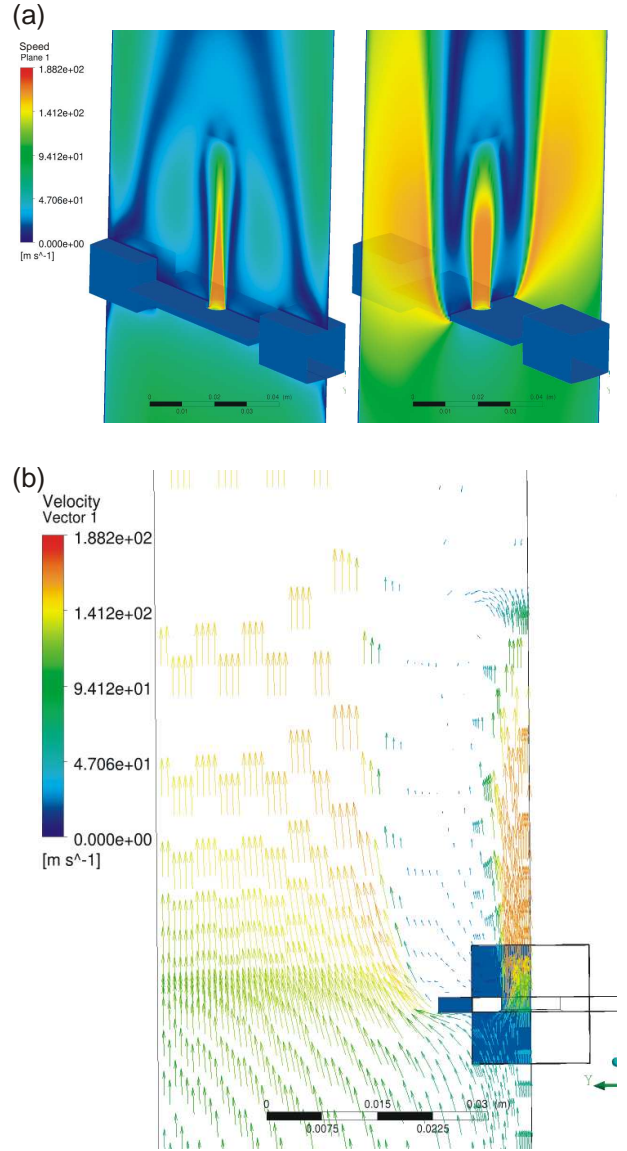 (a)
Speed
Plane 1
1.882e+02
1.412e+02
9.412e+01
4.706e+01
0.000e+00
[m s^-1]
0 0.02 0.04 (m)
0.01 0.03
0 0.02 0.04 (m)
0.01 0.03
Y
(b)
Velocity
Vector 1
1.882e+02
1.412e+02
9.412e+01
4.706e+01
0.000e+00
[m s^-1]
0 0.015 0.03 (m)
0.0075 0.0225
Y